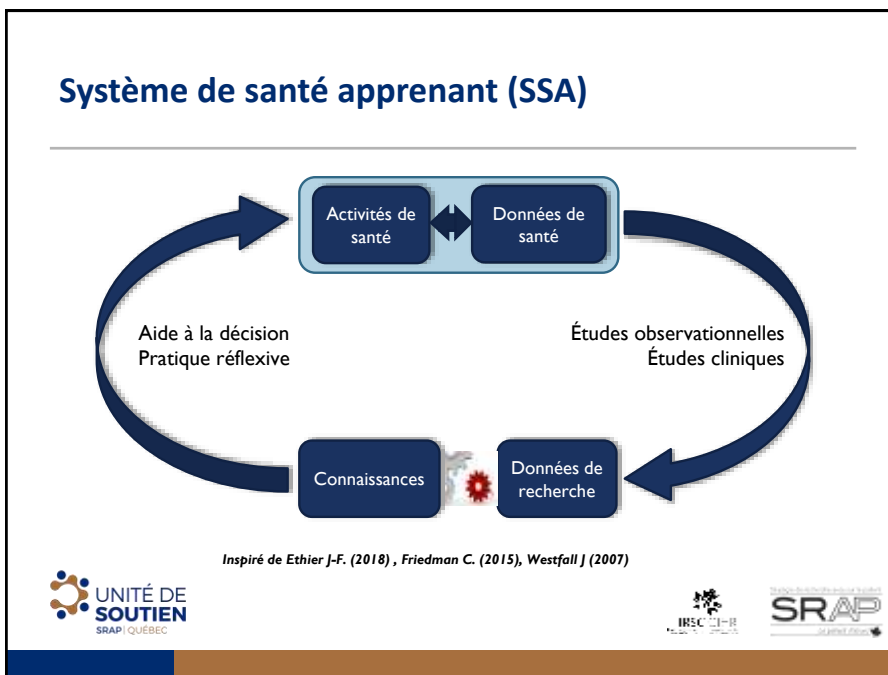 Système de santé apprenant (SSA)
Activités de
santé
Données de
santé
Aide à la décision
Pratique réflexive
Études observationnelles
Études cliniques
Connaissances
Données de
recherche
Inspiré de Ethier J-F. (2018) , Friedman C. (2015), Westfall J (2007)
UNITÉ DE
SOUTIEN
SRAP | QUÉBEC
IRSC CIHR
SRAP